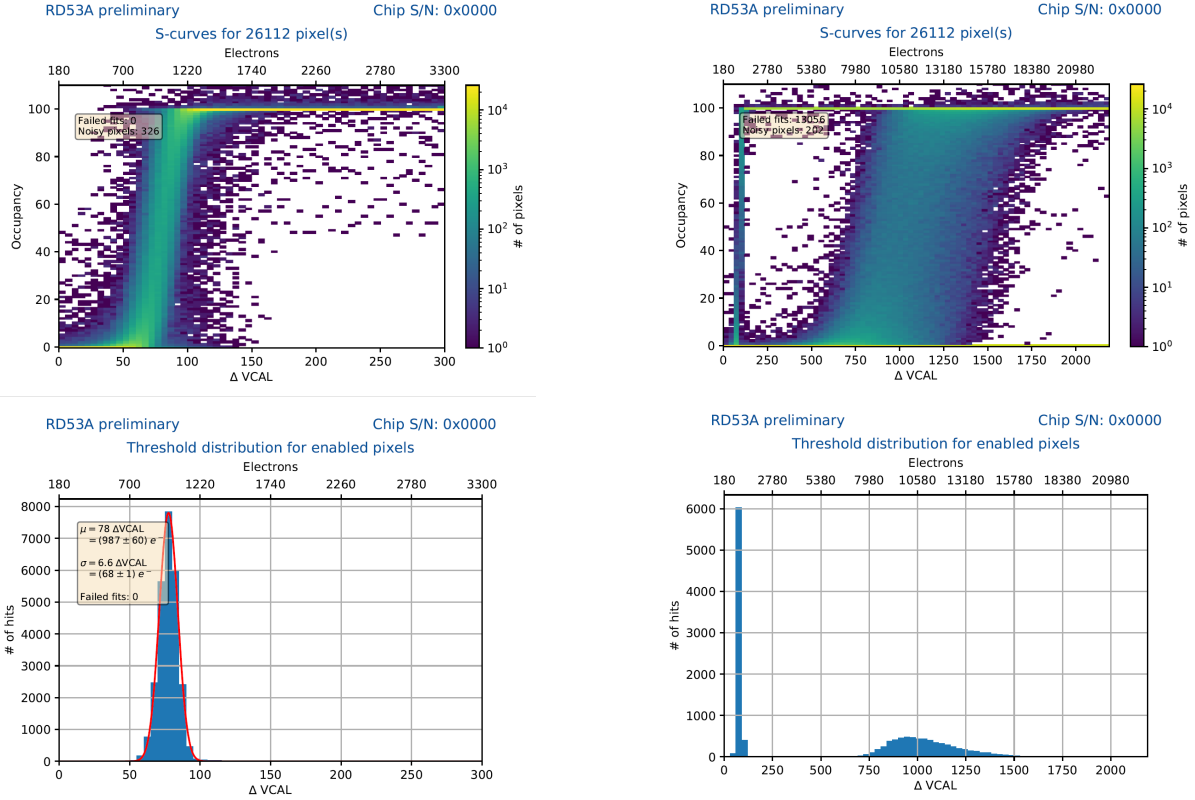 RD53A preliminary Chip S/N: 0x0000
S-curves for 26112 pixel(s)
Electrons
180 700 1220 1740 2260 2780 3300
100
80
60
40
20
0
Occupancy
Failed fits: 0
Noisy pixels: 326
0 50 100 150 200 250 300
Δ VCAL
10⁴
10³
10²
10¹
10⁰
# of pixels
RD53A preliminary Chip S/N: 0x0000
S-curves for 26112 pixel(s)
Electrons
180 2780 5380 7980 10580 13180 15780 18380 20980
100
80
60
40
20
0
Occupancy
Failed fits: 13056
Noisy pixels: 202
0 250 500 750 1000 1250 1500 1750 2000
Δ VCAL
10⁴
10³
10²
10¹
10⁰
# of pixels
RD53A preliminary Chip S/N: 0x0000
Threshold distribution for enabled pixels
Electrons
180 700 1220 1740 2260 2780 3300
8000
7000
6000
5000
4000
3000
2000
1000
0
# of hits
μ = 78 ΔVCAL
= (987 ± 60) e⁻
σ = 6.6 ΔVCAL
= (68 ± 1) e⁻
Failed fits: 0
0 50 100 150 200 250 300
Δ VCAL
RD53A preliminary Chip S/N: 0x0000
Threshold distribution for enabled pixels
Electrons
180 2780 5380 7980 10580 13180 15780 18380 20980
6000
5000
4000
3000
2000
1000
0
# of hits
0 250 500 750 1000 1250 1500 1750 2000
Δ VCAL